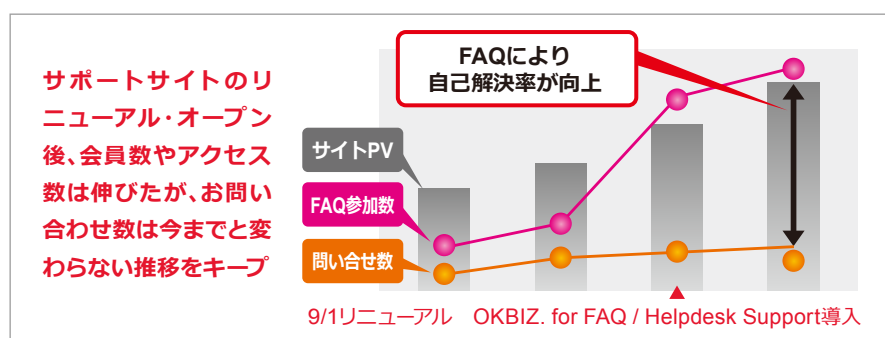 サポートサイトのリ
ニューアル・オープン
後、会員数やアクセス
数は伸びたが、お問い
合わせ数は今までと変
わらない推移をキープ
FAQにより
自己解決率が向上
サイトPV
FAQ参加数
問い合せ数
9/1リニューアル　OKBIZ. for FAQ / Helpdesk Support導入